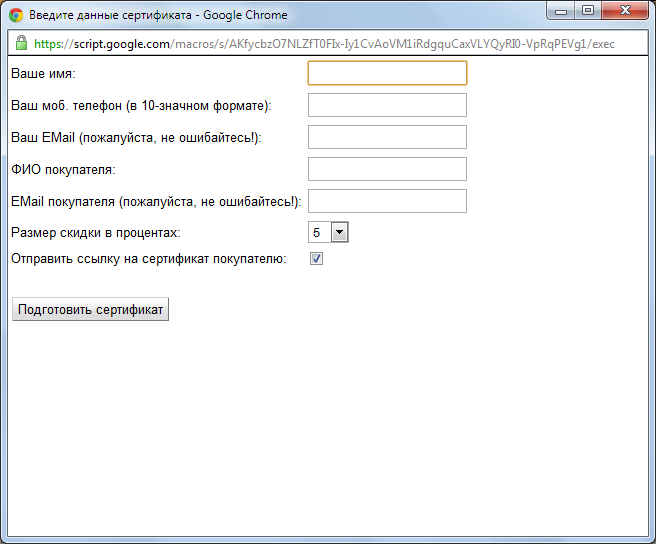 Введите данные сертификата - Google Chrome
https://script.google.com/macros/s/AKfycbzO7NLZfT0FIx-Iy1CvAoVM1iRdgquCaxVLYQyRI0-VpRqPEVg1/exec
Ваше имя:
Ваш моб. телефон (в 10-значном формате):
Ваш EMail (пожалуйста, не ошибайтесь!):
ФИО покупателя:
EMail покупателя (пожалуйста, не ошибайтесь!):
Размер скидки в процентах: 5
Отправить ссылку на сертификат покупателю:
Подготовить сертификат